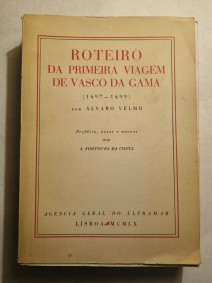 ROTEIRO
DA PRIMEIRA VIAGEM
DE VASCO DA GAMA
(1497-1499)
POR ÁLVARO VELHO
Prefácio, notas e anexos
POR
A. FONTOURA DA COSTA
AGENCIA GERAL DO ULTRAMAR
LISBOA MCMLX